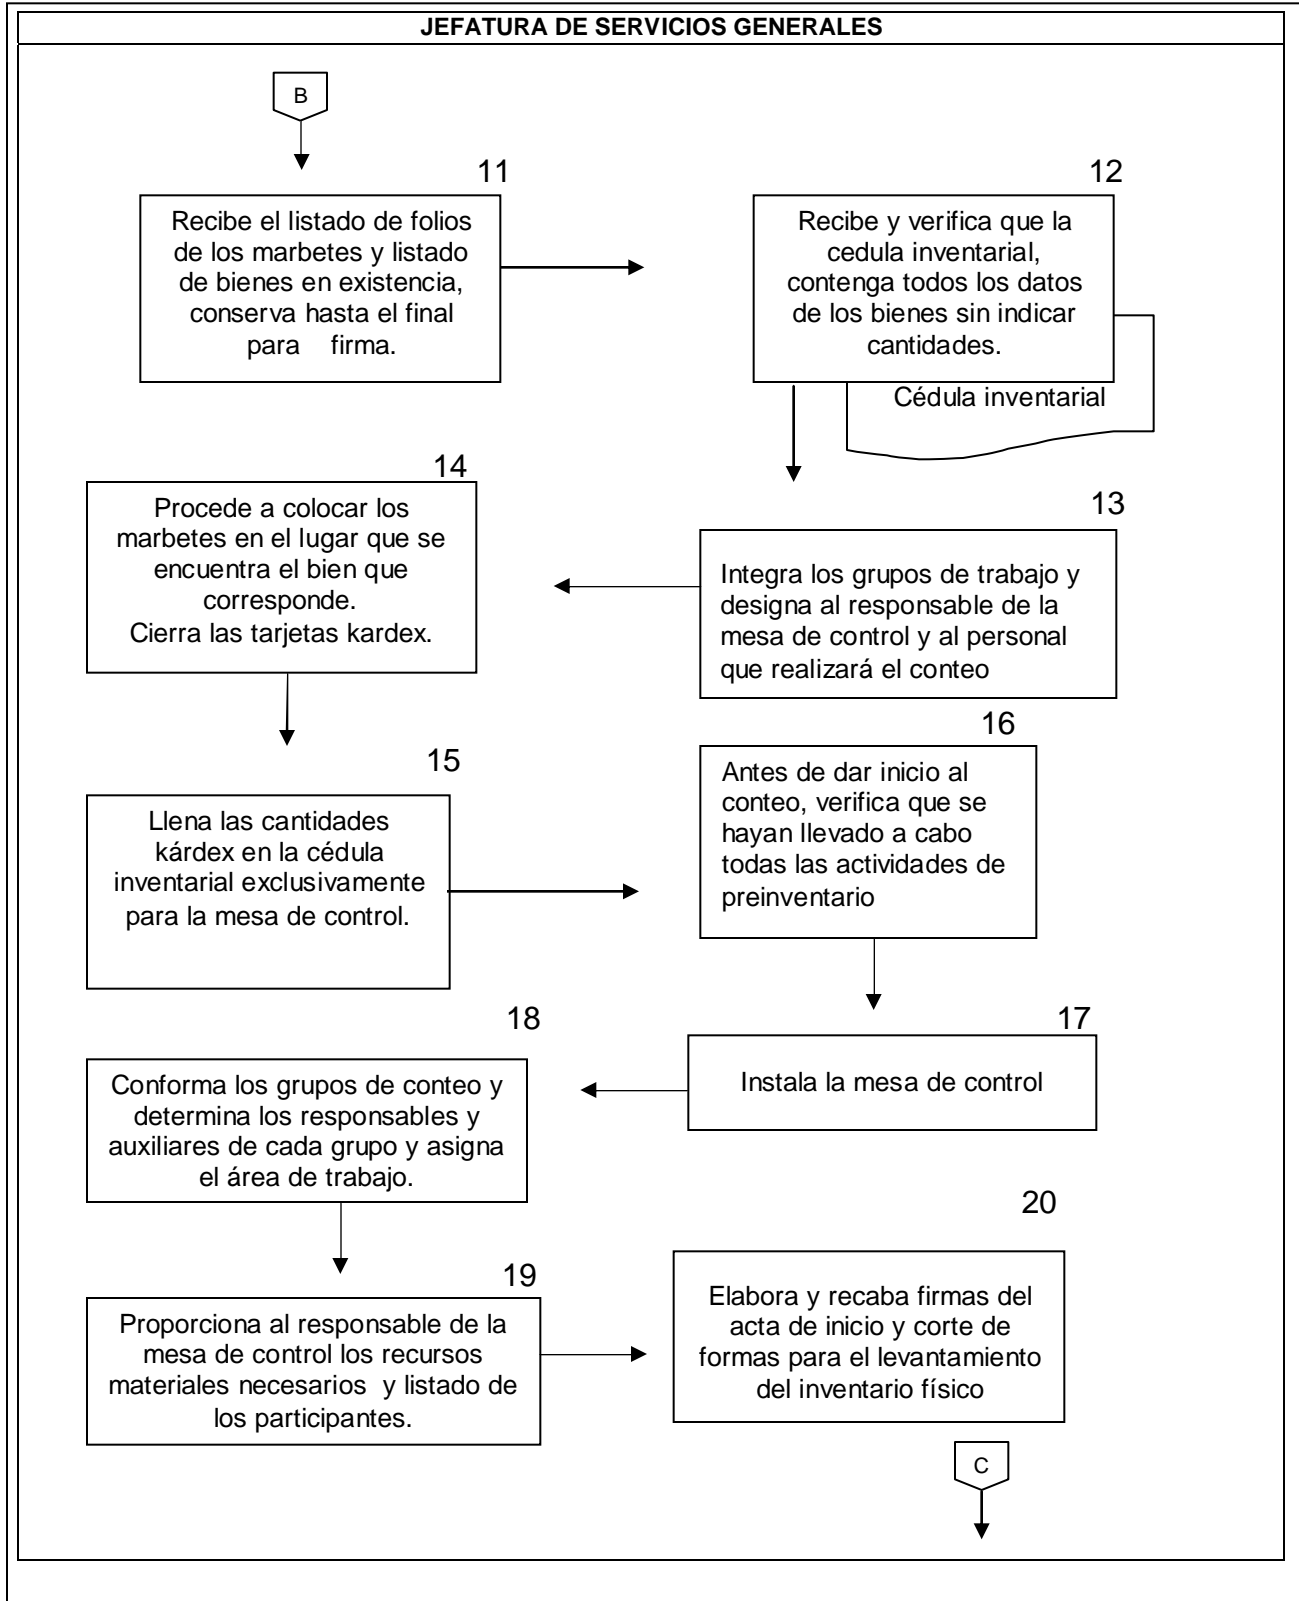 JEFATURA DE SERVICIOS GENERALES
B
11
Recibe el listado de folios
de los marbetes y listado
de bienes en existencia,
conserva hasta el final
para firma.
12
Recibe y verifica que la
cedula inventarial,
contenga todos los datos
de los bienes sin indicar
cantidades.
Cédula inventarial
13
Integra los grupos de trabajo y
designa al responsable de la
mesa de control y al personal
que realizará el conteo
14
Procede a colocar los
marbetes en el lugar que se
encuentra el bien que
corresponde.
Cierra las tarjetas kardex.
15
Llena las cantidades
kárdex en la cédula
inventarial exclusivamente
para la mesa de control.
16
Antes de dar inicio al
conteo, verifica que se
hayan llevado a cabo
todas las actividades de
preinventario
17
Instala la mesa de control
18
Conforma los grupos de conteo y
determina los responsables y
auxiliares de cada grupo y asigna
el área de trabajo.
19
Proporciona al responsable de la
mesa de control los recursos
materiales necesarios y listado de
los participantes.
20
Elabora y recaba firmas del
acta de inicio y corte de
formas para el levantamiento
del inventario físico
C